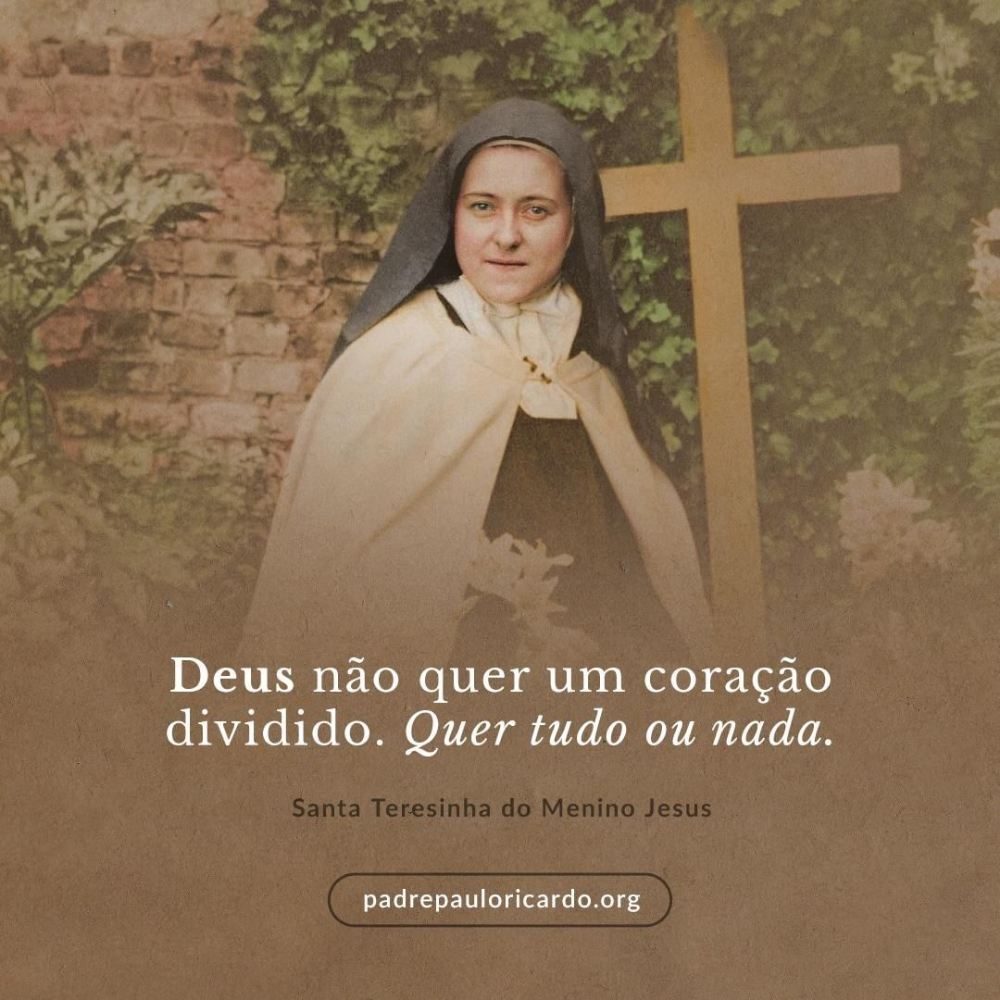 Deus não quer um coração
dividido. Quer tudo ou nada.
Santa Teresinha do Menino Jesus
padrepauloricardo.org